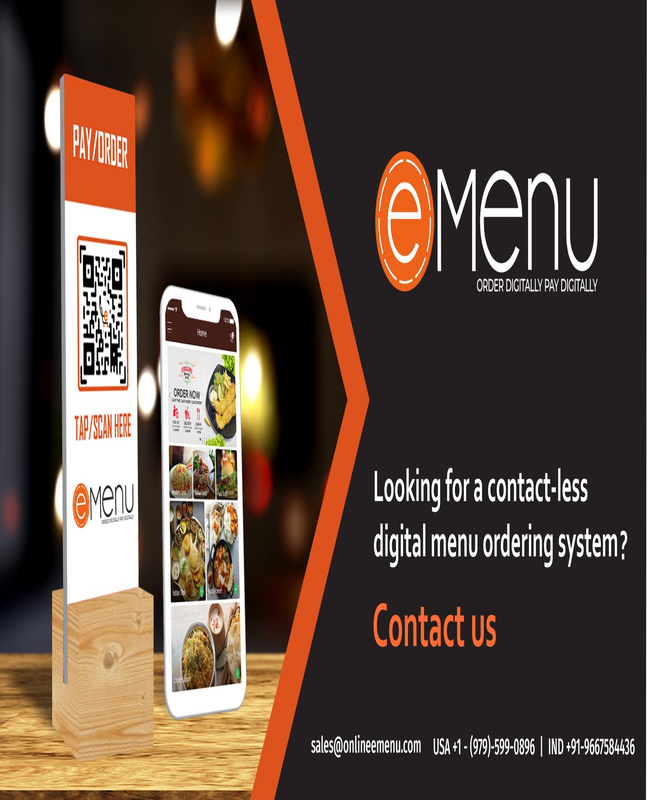 PAY/ORDER
TAP/SCAN HERE
eMenu
ORDER DIGITALLY PAY DIGITALLY
Home
ORDER NOW
eMenu
ORDER DIGITALLY PAY DIGITALLY
Looking for a contact-less
digital menu ordering system?
Contact us
sales@onlineemenu.com USA +1 - (979)-599-0896 | IND +91-9667584436